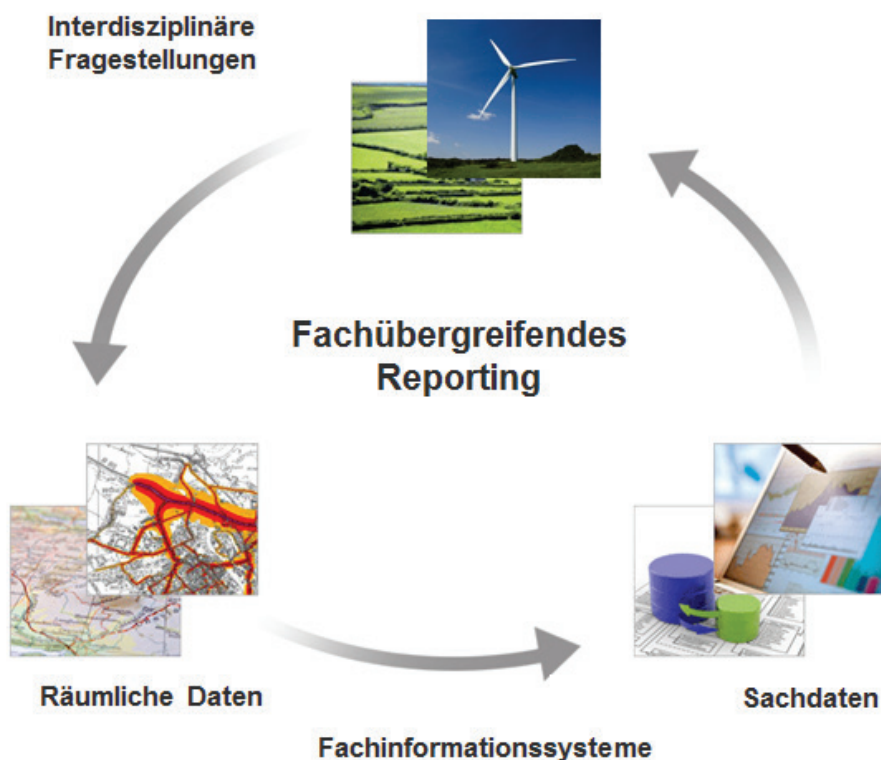 Interdisziplinäre
Fragestellungen
Fachübergreifendes
Reporting
Räumliche Daten
Sachdaten
Fachinformationssysteme